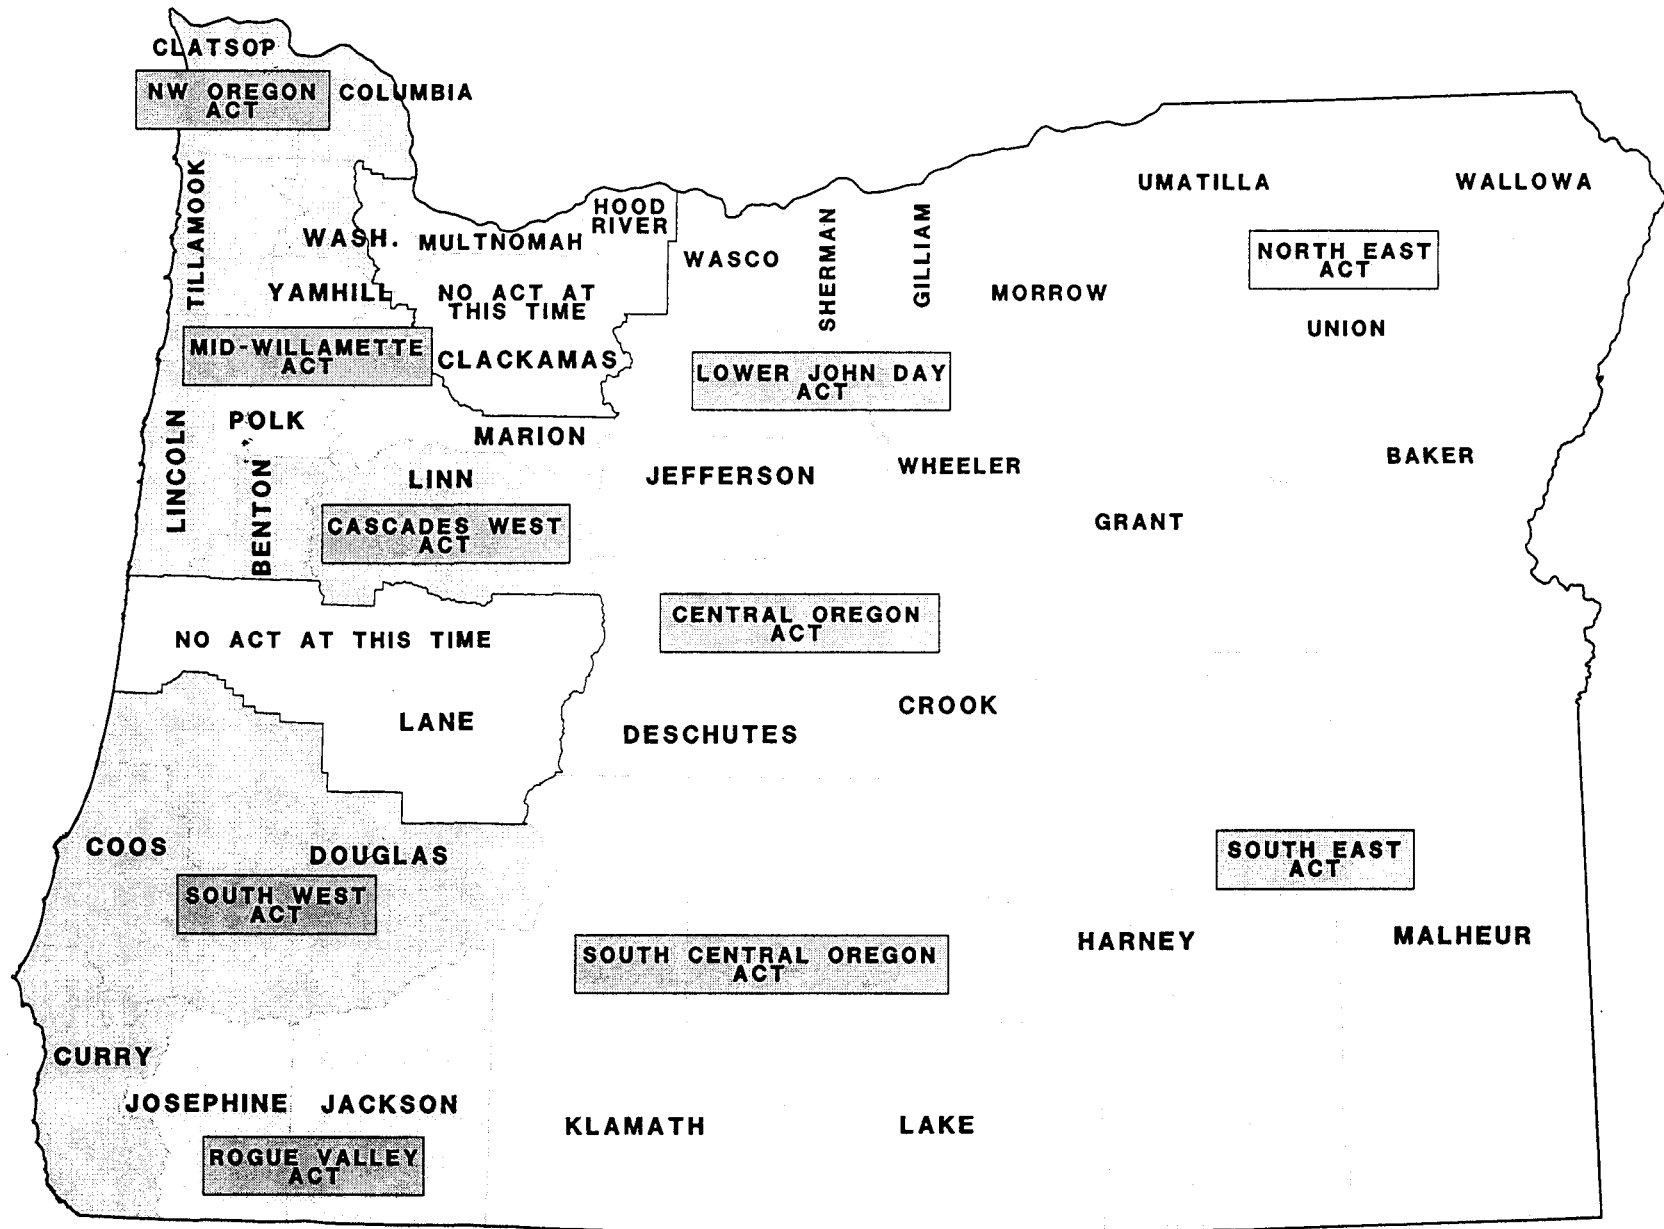 CLATSOP
NW OREGON
ACT
COLUMBIA
TILLAMOOK
WASH.
MULTNOMAH
HOOD
RIVER
WASCO
SHERMAN
GILLIAM
MORROW
UMATILLA
WALLOWA
NORTH EAST
ACT
UNION
YAMHILL
NO ACT AT
THIS TIME
MID-WILLAMETTE
ACT
CLACKAMAS
LOWER JOHN DAY
ACT
LINCOLN
POLK
BENTON
MARION
LINN
CASCADES WEST
ACT
JEFFERSON
WHEELER
BAKER
GRANT
CENTRAL OREGON
ACT
NO ACT AT THIS TIME
LANE
DESCHUTES
CROOK
COOS
DOUGLAS
SOUTH WEST
ACT
SOUTH EAST
ACT
SOUTH CENTRAL OREGON
ACT
HARNEY
MALHEUR
CURRY
JOSEPHINE
JACKSON
ROGUE VALLEY
ACT
KLAMATH
LAKE